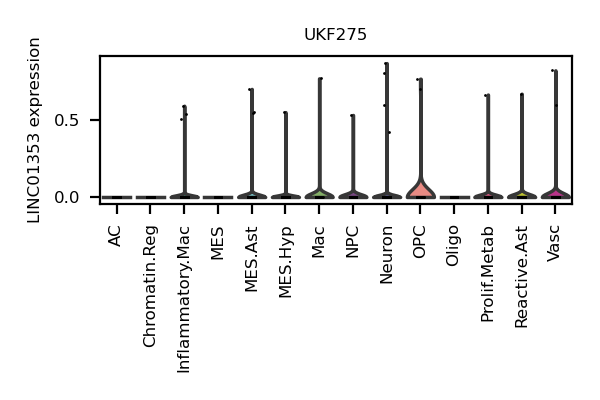 UKF275
LINC01353 expression
0.5
0.0
AC
Chromatin.Reg
Inflammatory.Mac
MES
MES.Ast
MES.Hyp
Mac
NPC
Neuron
OPC
Oligo
Prolif.Metab
Reactive.Ast
Vasc